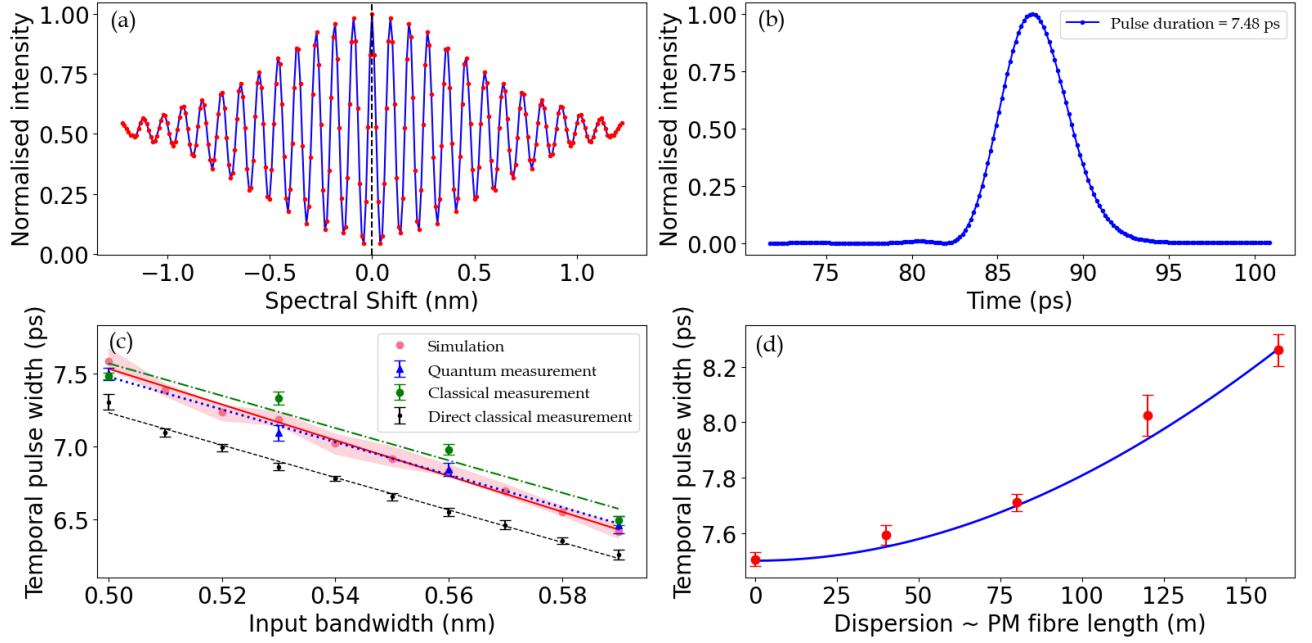 (a)
Normalised intensity
1.00
0.75
0.50
0.25
0.00
−1.0
−0.5
0.0
0.5
1.0
Spectral Shift (nm)
(b)
Pulse duration = 7.48 ps
Normalised intensity
1.00
0.75
0.50
0.25
0.00
75
80
85
90
95
100
Time (ps)
(c)
Simulation
Quantum measurement
Classical measurement
Direct classical measurement
Temporal pulse width (ps)
7.5
7.0
6.5
0.50
0.52
0.54
0.56
0.58
Input bandwidth (nm)
(d)
Temporal pulse width (ps)
8.2
8.0
7.8
7.6
0
25
50
75
100
125
150
Dispersion ~ PM fibre length (m)